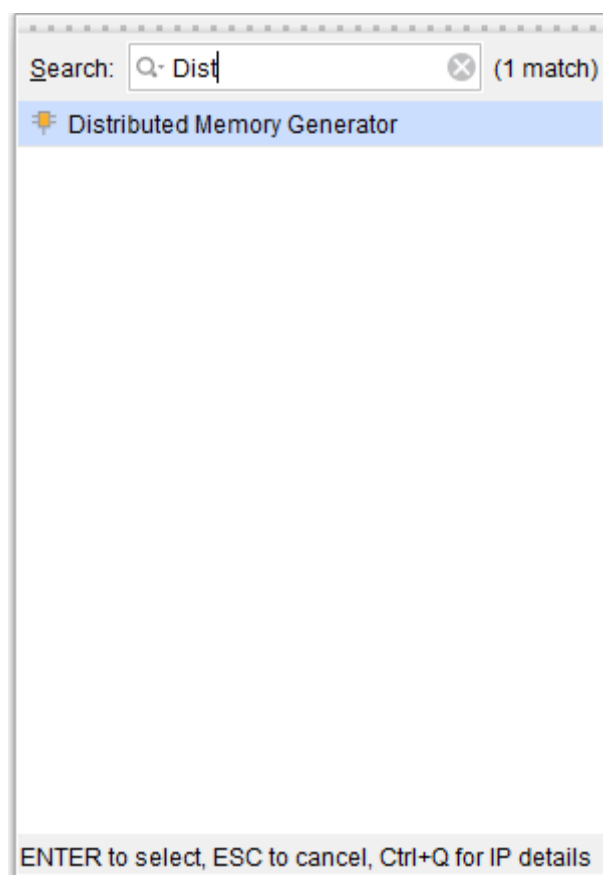 Search: Dist (1 match)
Distributed Memory Generator
ENTER to select, ESC to cancel, Ctrl+Q for IP details